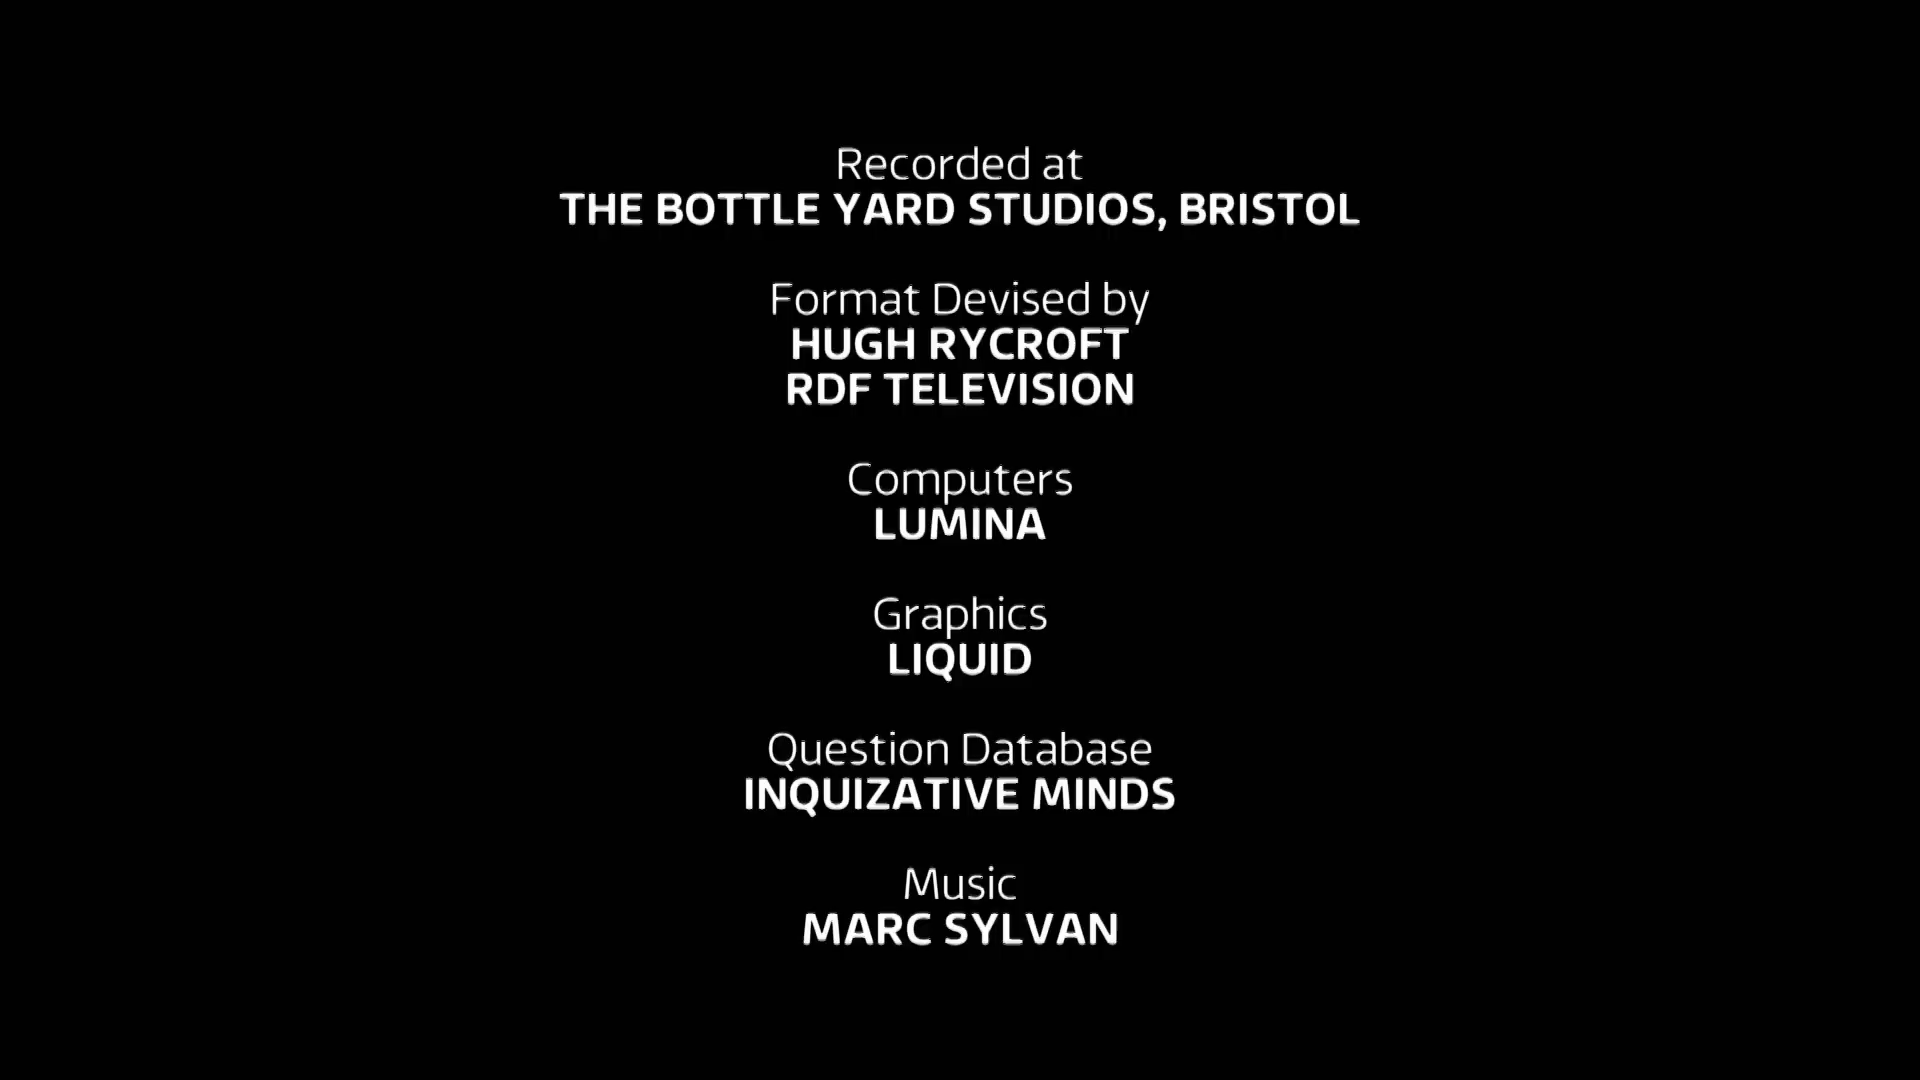 Recorded at
THE BOTTLE YARD STUDIOS, BRISTOL
Format Devised by
HUGH RYCROFT
RDF TELEVISION
Computers
LUMINA
Graphics
LIQUID
Question Database
INQUIZATIVE MINDS
Music
MARC SYLVAN